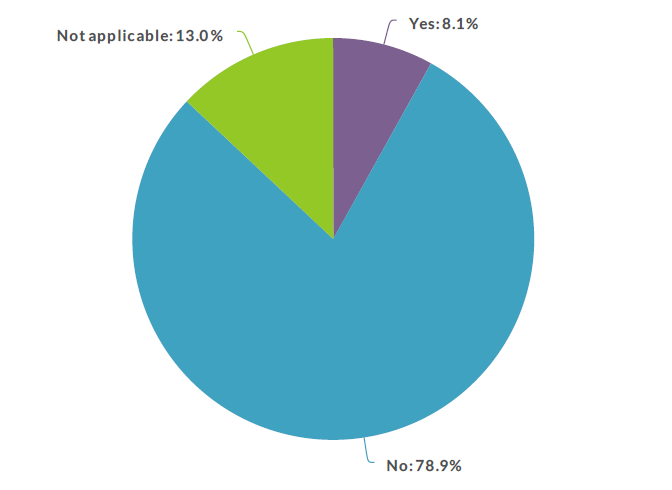 Yes: 8.1%
Not applicable: 13.0%
No: 78.9%